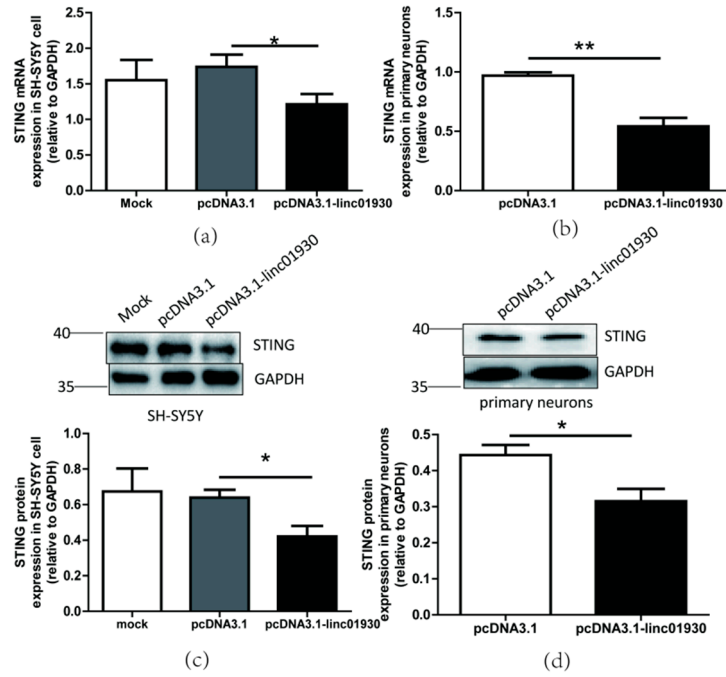 STING mRNA
expression in SH-SY5Y cell
(relative to GAPDH)
2.0
1.5
1.0
0.5
0.0
*
Mock
pcDNA3.1
pcDNA3.1-linc01930
(a)
STING mRNA
expression in primary neurons
(relative to GAPDH)
1.5
1.0
0.5
0.0
**
pcDNA3.1
pcDNA3.1-linc01930
(b)
Mock
pcDNA3.1
pcDNA3.1-linc01930
40
35
STING
GAPDH
SH-SY5Y
STING protein
expression in SH-SY5Y cell
(relative to GAPDH)
1.0
0.8
0.6
0.4
0.2
0.0
*
mock
pcDNA3.1
pcDNA3.1-linc01930
(c)
pcDNA3.1
pcDNA3.1-linc01930
40
35
STING
GAPDH
primary neurons
STING protein
expression in primary neurons
(relative to GAPDH)
0.5
0.4
0.3
0.2
0.1
0.0
*
pcDNA3.1
pcDNA3.1-linc01930
(d)